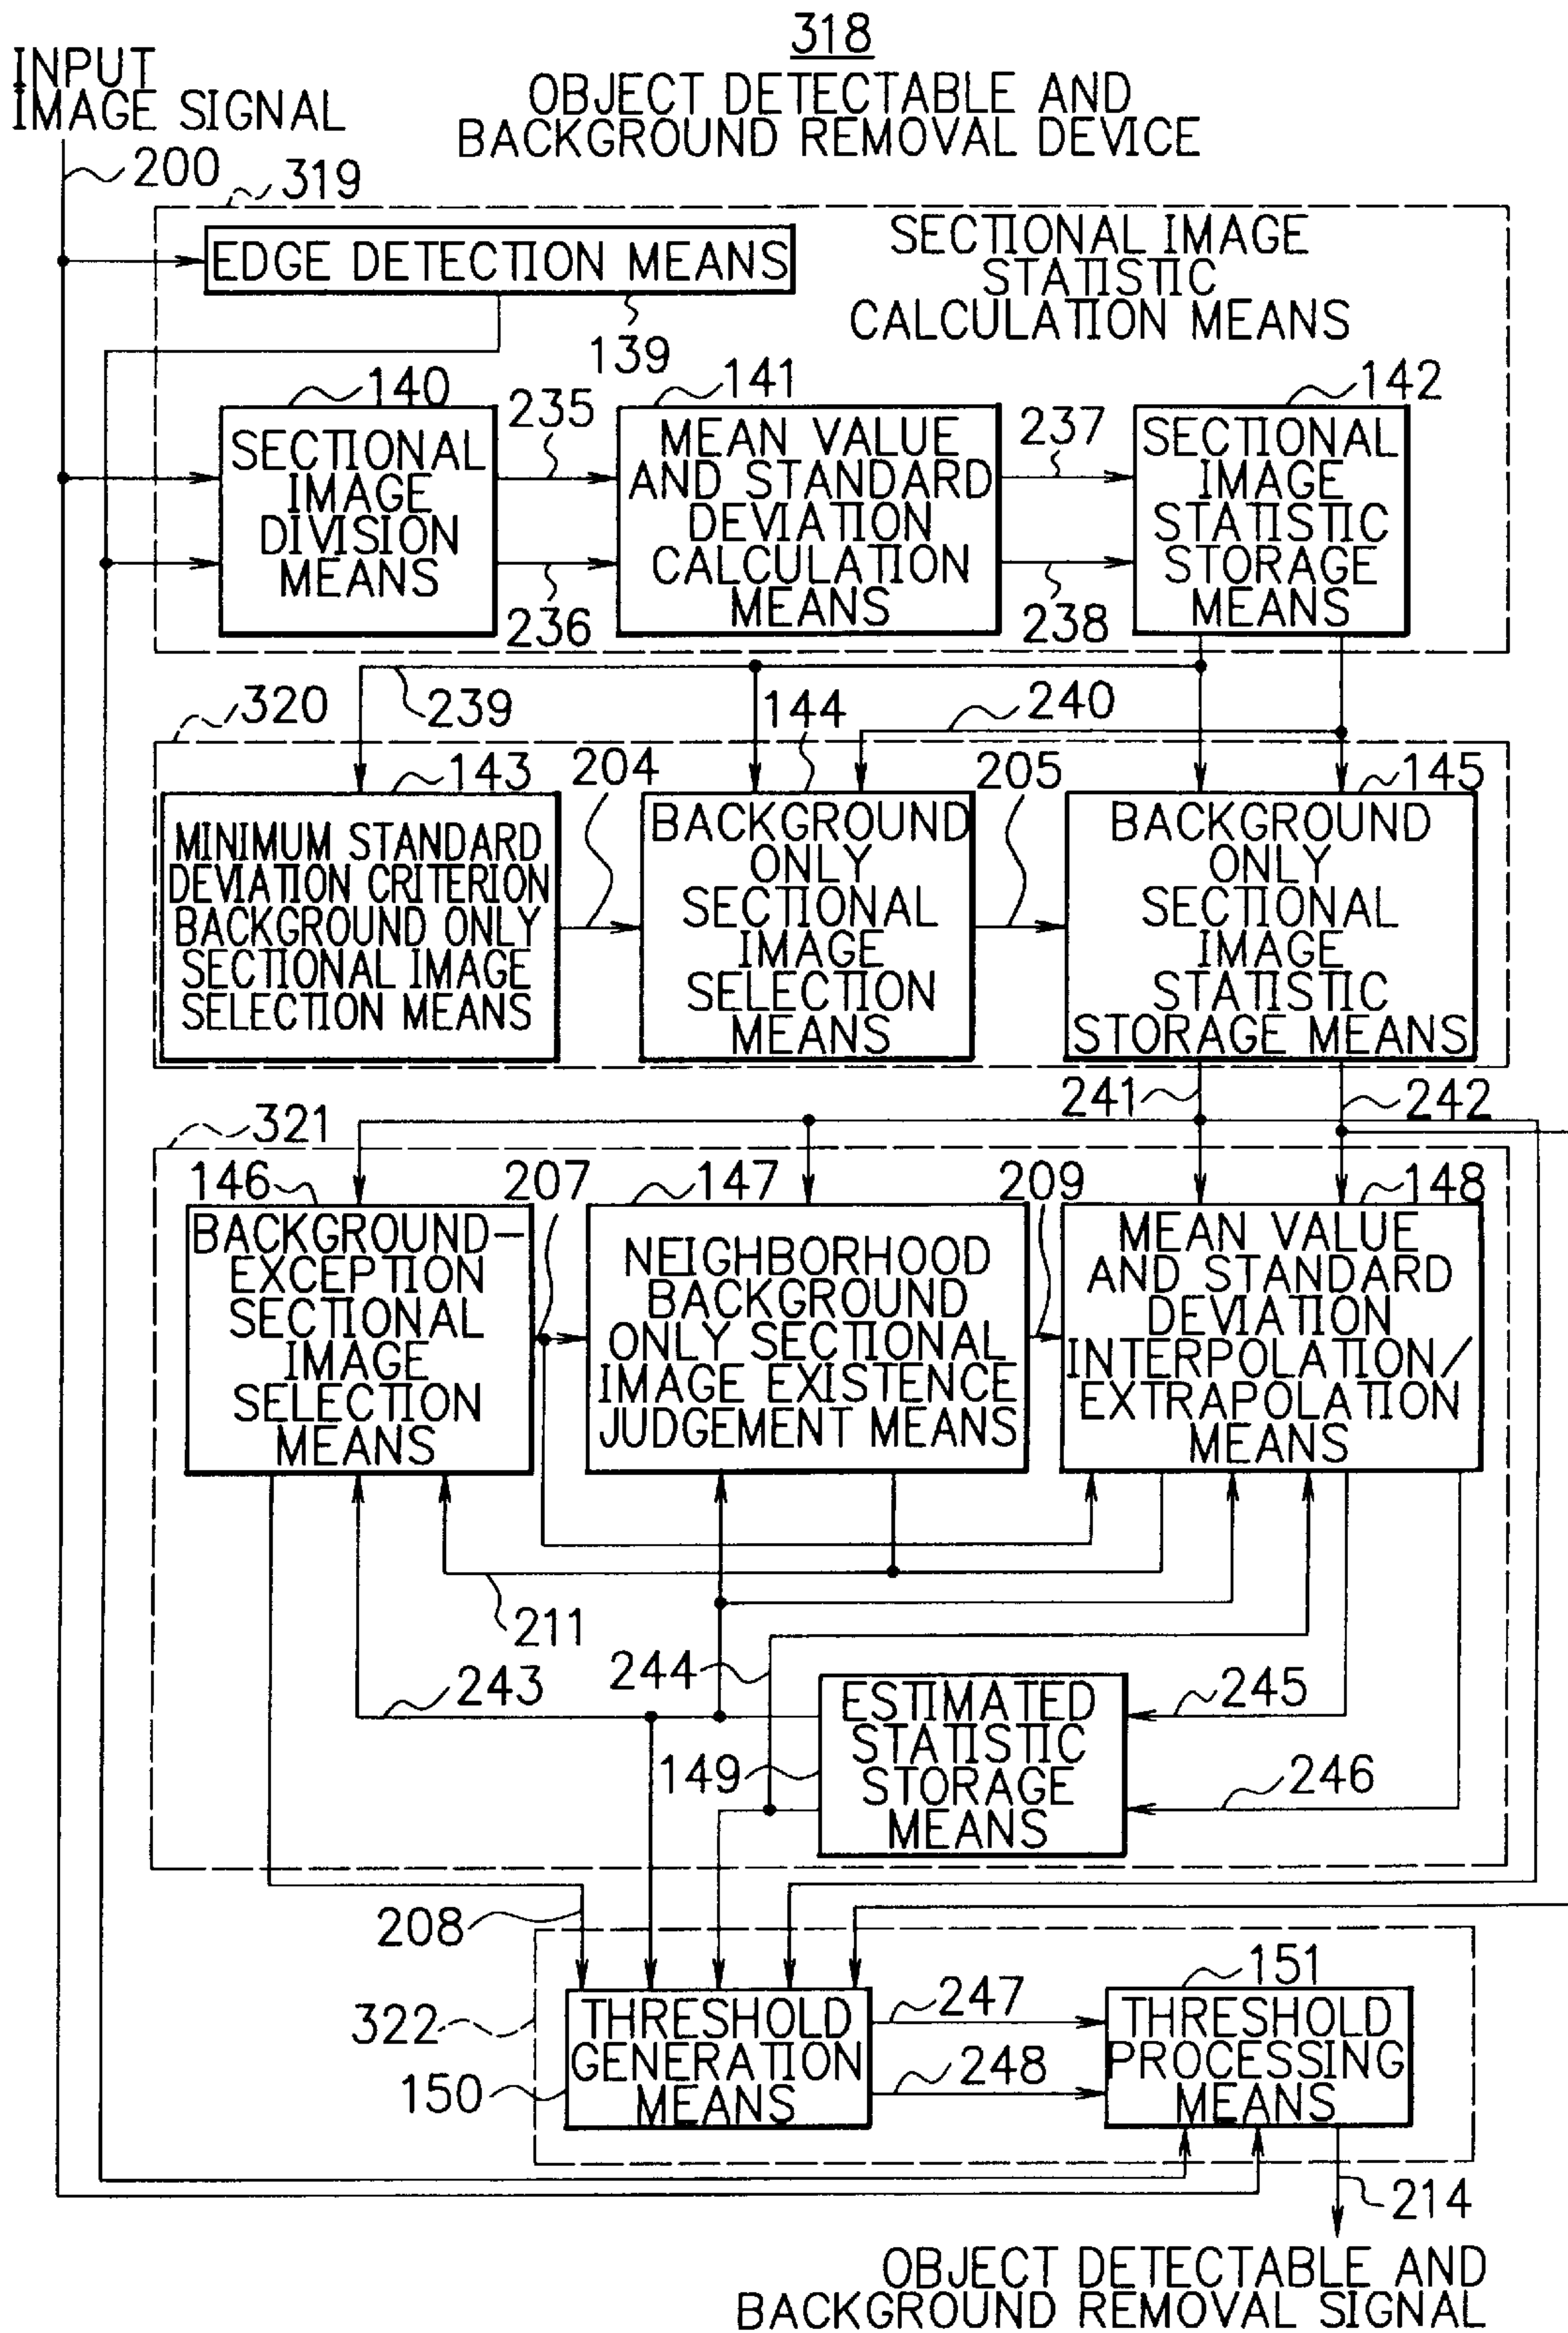 318
OBJECT DETECTABLE AND
BACKGROUND REMOVAL DEVICE
INPUT
IMAGE SIGNAL
200
319
EDGE DETECTION MEANS
139
SECTIONAL IMAGE
STATISTIC
CALCULATION MEANS
140
SECTIONAL
IMAGE
DIVISION
MEANS
235
236
141
MEAN VALUE
AND STANDARD
DEVIATION
CALCULATION
MEANS
237
238
142
SECTIONAL
IMAGE
STATISTIC
STORAGE
MEANS
239
240
320
143
MINIMUM STANDARD
DEVIATION CRITERION
BACKGROUND ONLY
SECTIONAL IMAGE
SELECTION MEANS
204
144
BACKGROUND
ONLY
SECTIONAL
IMAGE
SELECTION
MEANS
205
145
BACKGROUND
ONLY
SECTIONAL
IMAGE
STATISTIC
STORAGE MEANS
241
242
321
146
BACKGROUND-
EXCEPTION
SECTIONAL
IMAGE
SELECTION
MEANS
207
147
NEIGHBORHOOD
BACKGROUND
ONLY SECTIONAL
IMAGE EXISTENCE
JUDGEMENT MEANS
209
148
MEAN VALUE
AND STANDARD
DEVIATION
INTERPOLATION/
EXTRAPOLATION
MEANS
211
243
244
149
ESTIMATED
STATISTIC
STORAGE
MEANS
245
246
208
322
150
THRESHOLD
GENERATION
MEANS
247
248
151
THRESHOLD
PROCESSING
MEANS
214
OBJECT DETECTABLE AND
BACKGROUND REMOVAL SIGNAL